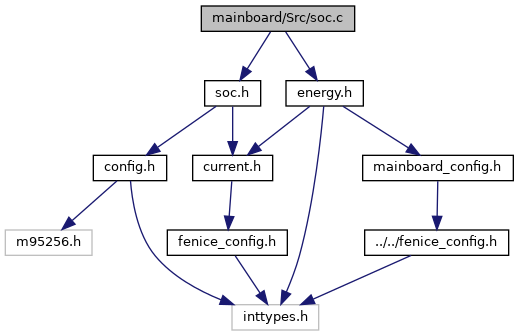 mainboard/Src/soc.c
soc.h
energy.h
config.h
current.h
mainboard_config.h
m95256.h
fenice_config.h
../../fenice_config.h
inttypes.h